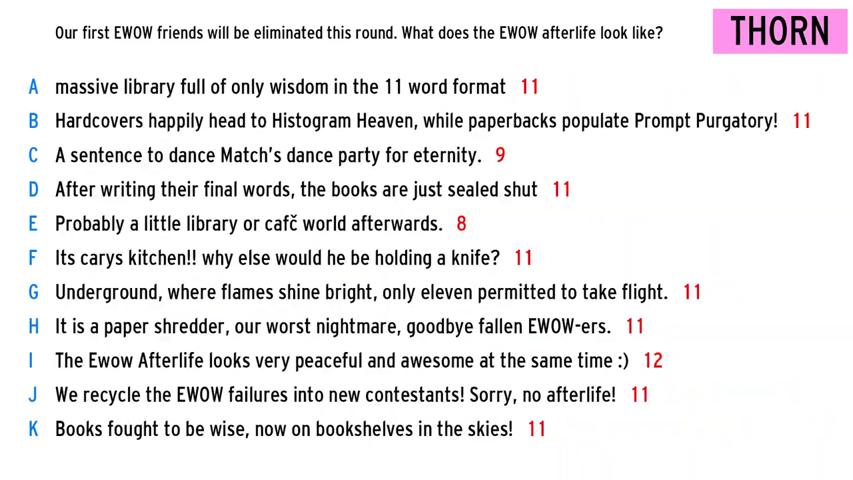 Our first EWOW friends will be eliminated this round. What does the EWOW afterlife look like?
THORN
A massive library full of only wisdom in the 11 word format 11
B Hardcovers happily head to Histogram Heaven, while paperbacks populate Prompt Purgatory! 11
C A sentence to dance Match's dance party for eternity. 9
D After writing their final words, the books are just sealed shut 11
E Probably a little library or cafč world afterwards. 8
F Its carys kitchen!! why else would he be holding a knife? 11
G Underground, where flames shine bright, only eleven permitted to take flight. 11
H It is a paper shredder, our worst nightmare, goodbye fallen EWOW-ers. 11
I The Ewow Afterlife looks very peaceful and awesome at the same time :) 12
J We recycle the EWOW failures into new contestants! Sorry, no afterlife! 11
K Books fought to be wise, now on bookshelves in the skies! 11